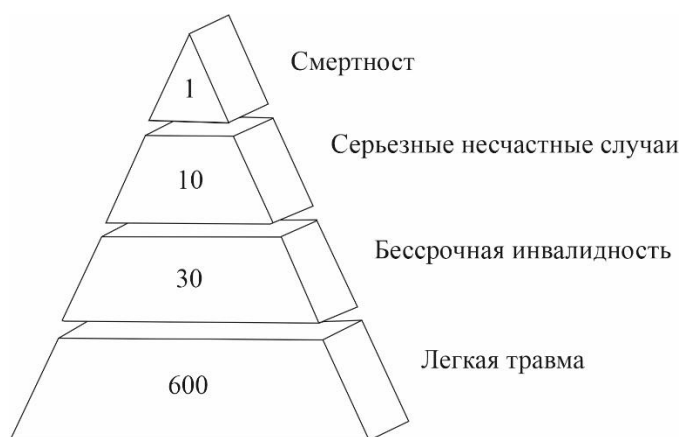 1
Смертност
10
Серьезные несчастные случаи
30
Бессрочная инвалидность
600
Легкая травма